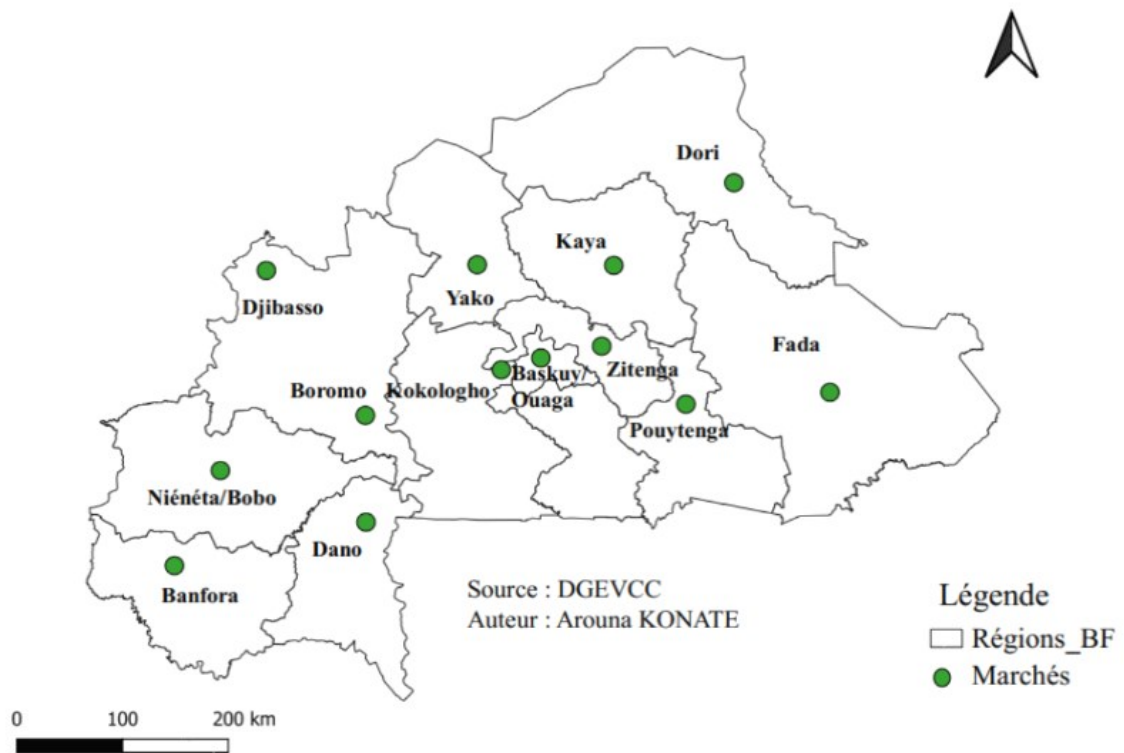 Dori
Kaya
Djibasso
Yako
Fada
Boromo
Kokologho
Baskuy/
Ouaga
Zitenga
Pouytenga
Niénéta/Bobo
Dano
Banfora
Source : DGEVCC
Auteur : Arouna KONATE
Légende
Régions_BF
Marchés
0 100 200 km